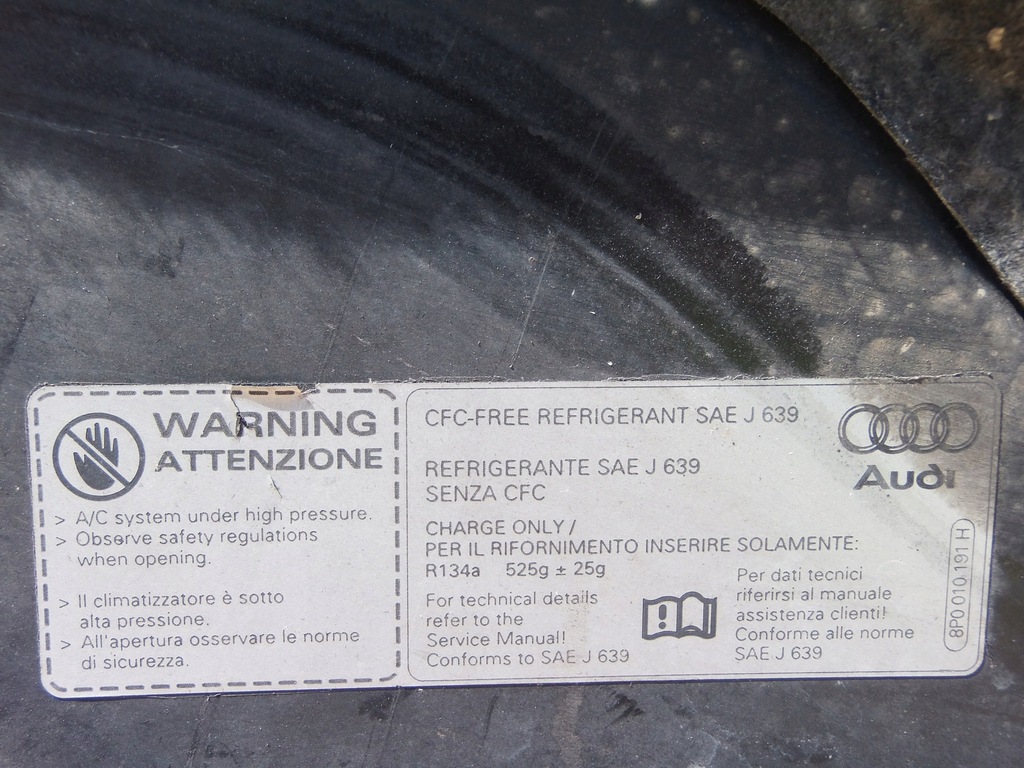 WARNING
ATTENZIONE
> A/C system under high pressure.
> Observe safety regulations
when opening.
> Il climatizzatore è sotto
alta pressione.
> All'apertura osservare le norme
di sicurezza.
CFC-FREE REFRIGERANT SAE J 639
REFRIGERANTE SAE J 639
SENZA CFC
CHARGE ONLY /
PER IL RIFORNIMENTO INSERIRE SOLAMENTE:
R134a 525g ± 25g
For technical details
refer to the
Service Manual!
Conforms to SAE J 639
Per dati tecnici
riferirsi al manuale
assistenza clienti!
Conforme alle norme
SAE J 639
Audi
8P0 010 191 H